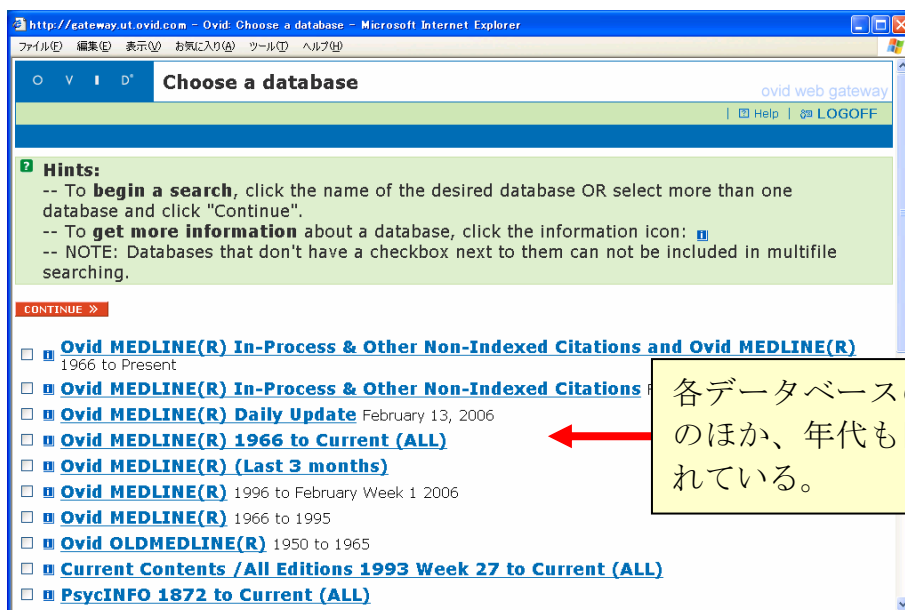 http://gateway.ut.ovid.com - Ovid: Choose a database - Microsoft Internet Explorer
ファイル(F) 編集(E) 表示(V) お気に入り(A) ツール(T) ヘルプ(H)
O V I D Choose a database
ovid web gateway
| Help | LOGOFF
Hints:
-- To begin a search, click the name of the desired database OR select more than one
database and click "Continue".
-- To get more information about a database, click the information icon: i
-- NOTE: Databases that don't have a checkbox next to them can not be included in multifile
searching.
CONTINUE »
Ovid MEDLINE(R) In-Process & Other Non-Indexed Citations and Ovid MEDLINE(R)
1966 to Present
Ovid MEDLINE(R) In-Process & Other Non-Indexed Citations
Ovid MEDLINE(R) Daily Update February 13, 2006
Ovid MEDLINE(R) 1966 to Current (ALL)
Ovid MEDLINE(R) (Last 3 months)
Ovid MEDLINE(R) 1996 to February Week 1 2006
Ovid MEDLINE(R) 1966 to 1995
Ovid OLDMEDLINE(R) 1950 to 1965
Current Contents /All Editions 1993 Week 27 to Current (ALL)
PsycINFO 1872 to Current (ALL)
各データベース
のほか、年代も
れている。